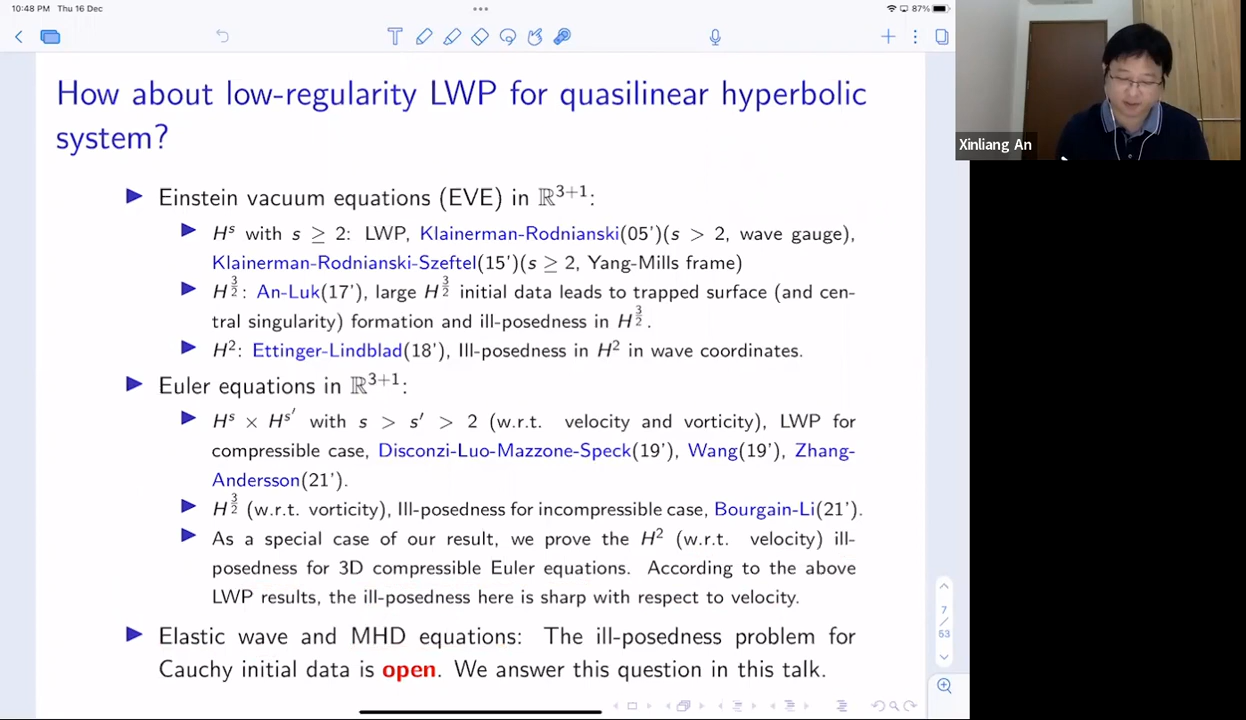 10:48 PM Thu 16 Dec
87%
How about low-regularity LWP for quasilinear hyperbolic
system?
Einstein vacuum equations (EVE) in ℝ³⁺¹:
Hˢ with s ≥ 2: LWP, Klainerman-Rodnianski(05')(s > 2, wave gauge),
Klainerman-Rodnianski-Szeftel(15')(s ≥ 2, Yang-Mills frame)
H^{3/2}: An-Luk(17'), large H^{3/2} initial data leads to trapped surface (and cen-
tral singularity) formation and ill-posedness in H^{3/2}.
H²: Ettinger-Lindblad(18'), Ill-posedness in H² in wave coordinates.
Euler equations in ℝ³⁺¹:
H^s × H^{s'} with s > s' > 2 (w.r.t. velocity and vorticity), LWP for
compressible case, Disconzi-Luo-Mazzone-Speck(19'), Wang(19'), Zhang-
Andersson(21').
H^{3/2} (w.r.t. vorticity), Ill-posedness for incompressible case, Bourgain-Li(21').
As a special case of our result, we prove the H² (w.r.t. velocity) ill-
posedness for 3D compressible Euler equations. According to the above
LWP results, the ill-posedness here is sharp with respect to velocity.
Elastic wave and MHD equations: The ill-posedness problem for
Cauchy initial data is open. We answer this question in this talk.
7
/
53
Xinliang An